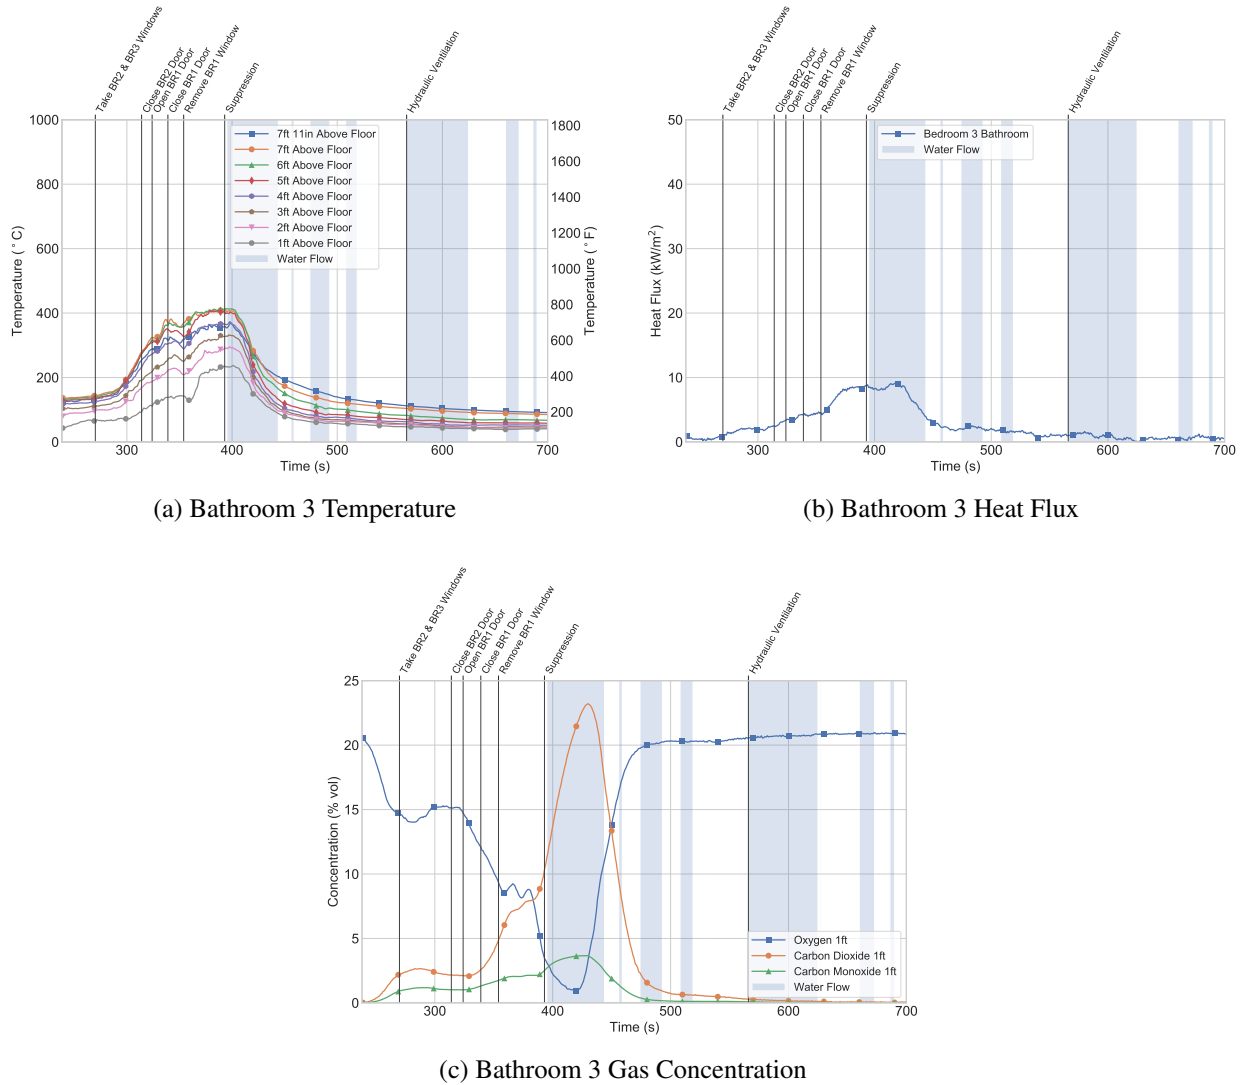 Take BR2 & BR3 Windows
Close BR2 Door
Open BR1 Door
Close BR1 Door
Remove BR1 Window
Suppression
Hydraulic Ventilation
1000
800
600
400
200
0
Temperature (°C)
1800
1600
1400
1200
1000
800
600
400
200
Temperature (°F)
7ft 11in Above Floor
7ft Above Floor
6ft Above Floor
5ft Above Floor
4ft Above Floor
3ft Above Floor
2ft Above Floor
1ft Above Floor
Water Flow
300 400 500 600 700
Time (s)
(a) Bathroom 3 Temperature
Take BR2 & BR3 Windows
Close BR2 Door
Open BR1 Door
Close BR1 Door
Remove BR1 Window
Suppression
Hydraulic Ventilation
50
40
30
20
10
0
Heat Flux (kW/m²)
Bedroom 3 Bathroom
Water Flow
300 400 500 600 700
Time (s)
(b) Bathroom 3 Heat Flux
Take BR2 & BR3 Windows
Close BR2 Door
Open BR1 Door
Close BR1 Door
Remove BR1 Window
Suppression
Hydraulic Ventilation
25
20
15
10
5
0
Concentration (% vol)
Oxygen 1ft
Carbon Dioxide 1ft
Carbon Monoxide 1ft
Water Flow
300 400 500 600 700
Time (s)
(c) Bathroom 3 Gas Concentration